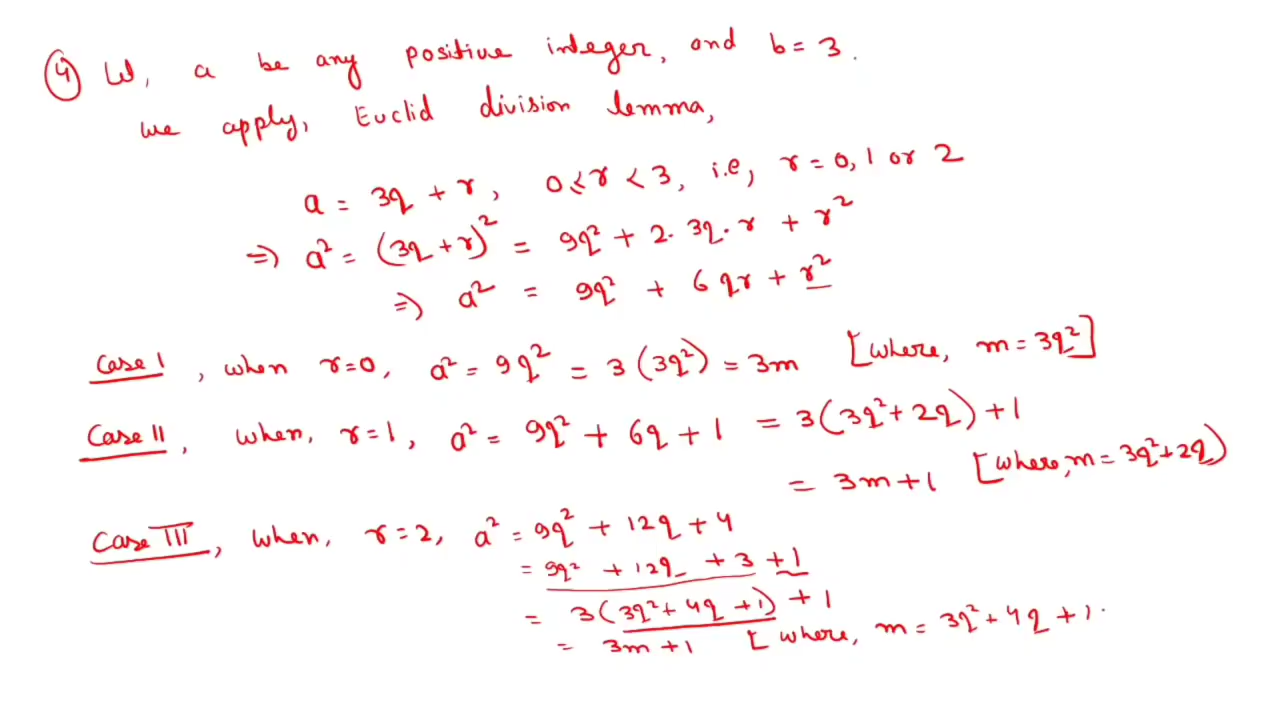 ④ Let, a be any positive integer, and b = 3.
we apply, Euclid division lemma,
a = 3q + r, 0 ≤ r < 3, i.e, r = 0, 1 or 2
⇒ a² = (3q + r)² = 9q² + 2. 3q. r + r²
⇒ a² = 9q² + 6qr + r²
Case I, when r=0, a² = 9q² = 3(3q²) = 3m [where, m = 3q²]
Case II, when, r=1, a² = 9q² + 6q + 1 = 3(3q² + 2q) + 1
= 3m + 1 [where, m = 3q² + 2q)
Case III, when, r=2, a² = 9q² + 12q + 4
= 9q² + 12q + 3 + 1
= 3(3q² + 4q + 1) + 1
= 3m + 1 [where, m = 3q² + 4q + 1.